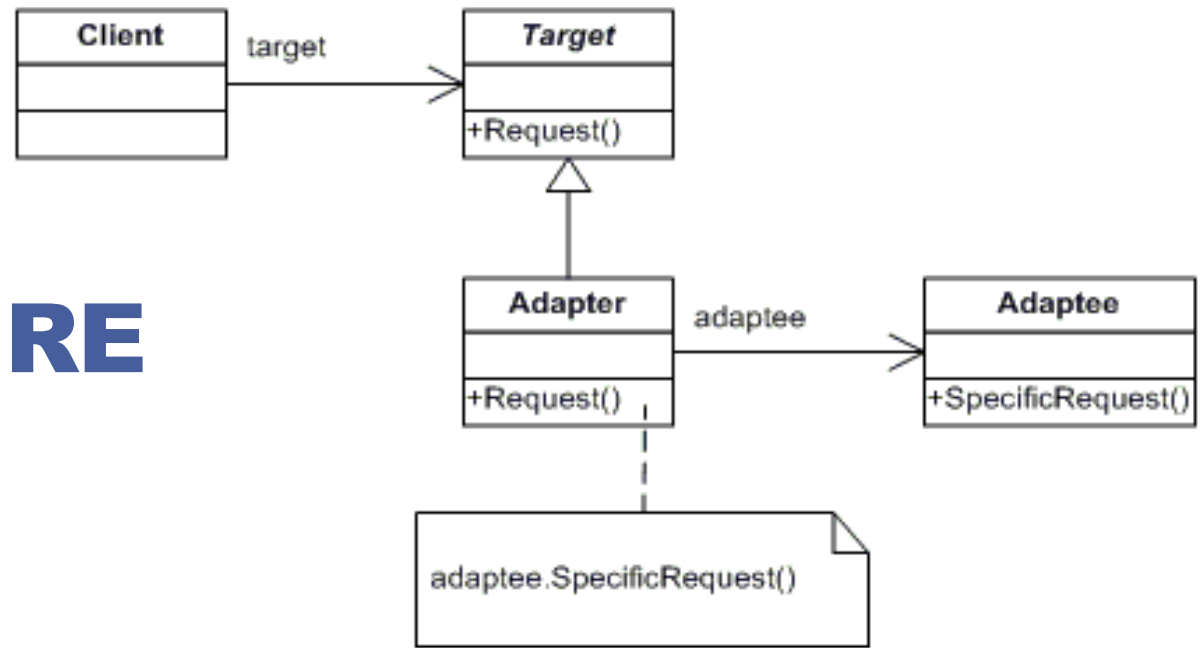 Client
target
Target
+Request()
RE
Adapter
adaptee
Adaptee
+Request()
+SpecificRequest()
adaptee.SpecificRequest()